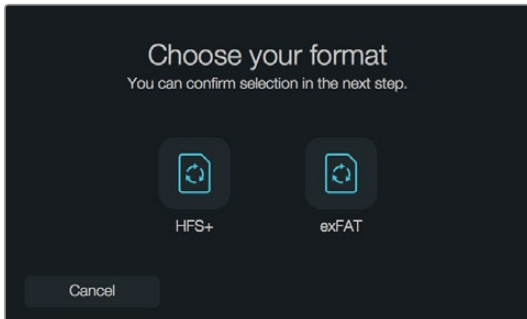 Choose your format
You can confirm selection in the next step.
HFS+
exFAT
Cancel